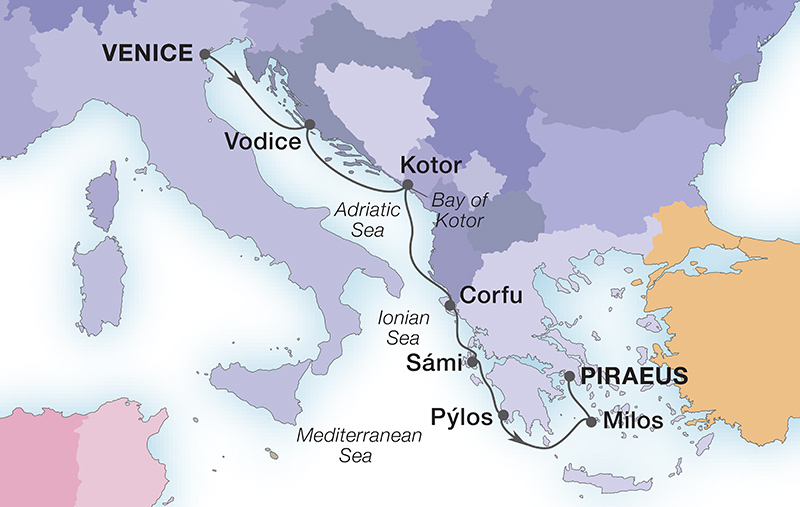 VENICE
Vodice
Kotor
Bay of
Kotor
Adriatic
Sea
Corfu
Ionian
Sea
Sámi
PIRAEUS
Pýlos
Milos
Mediterranean
Sea